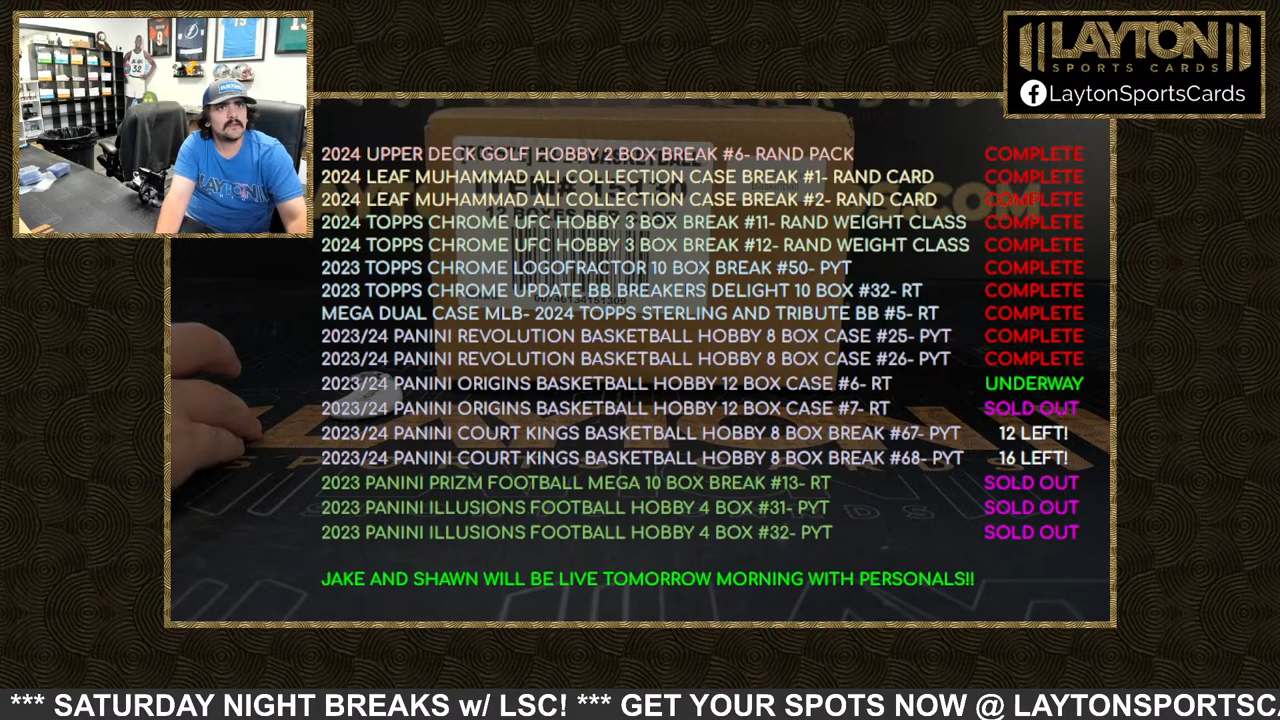 LAYTON
SPORTS CARDS
LaytonSportsCards
2024 UPPER DECK GOLF HOBBY 2 BOX BREAK #6- RAND PACK COMPLETE
2024 LEAF MUHAMMAD ALI COLLECTION CASE BREAK #1- RAND CARD COMPLETE
2024 LEAF MUHAMMAD ALI COLLECTION CASE BREAK #2- RAND CARD COMPLETE
2024 TOPPS CHROME UFC HOBBY 3 BOX BREAK #11- RAND WEIGHT CLASS COMPLETE
2024 TOPPS CHROME UFC HOBBY 3 BOX BREAK #12- RAND WEIGHT CLASS COMPLETE
2023 TOPPS CHROME LOGOFRACTOR 10 BOX BREAK #50- PYT COMPLETE
2023 TOPPS CHROME UPDATE BB BREAKERS DELIGHT 10 BOX #32- RT COMPLETE
MEGA DUAL CASE MLB- 2024 TOPPS STERLING AND TRIBUTE BB #5- RT COMPLETE
2023/24 PANINI REVOLUTION BASKETBALL HOBBY 8 BOX CASE #25- PYT COMPLETE
2023/24 PANINI REVOLUTION BASKETBALL HOBBY 8 BOX CASE #26- PYT COMPLETE
2023/24 PANINI ORIGINS BASKETBALL HOBBY 12 BOX CASE #6- RT UNDERWAY
2023/24 PANINI ORIGINS BASKETBALL HOBBY 12 BOX CASE #7- RT SOLD OUT
2023/24 PANINI COURT KINGS BASKETBALL HOBBY 8 BOX BREAK #67- PYT 12 LEFT!
2023/24 PANINI COURT KINGS BASKETBALL HOBBY 8 BOX BREAK #68- PYT 16 LEFT!
2023 PANINI PRIZM FOOTBALL MEGA 10 BOX BREAK #13- RT SOLD OUT
2023 PANINI ILLUSIONS FOOTBALL HOBBY 4 BOX #31- PYT SOLD OUT
2023 PANINI ILLUSIONS FOOTBALL HOBBY 4 BOX #32- PYT SOLD OUT
JAKE AND SHAWN WILL BE LIVE TOMORROW MORNING WITH PERSONALS!!
*** SATURDAY NIGHT BREAKS w/ LSC! *** GET YOUR SPOTS NOW @ LAYTONSPORTSCA